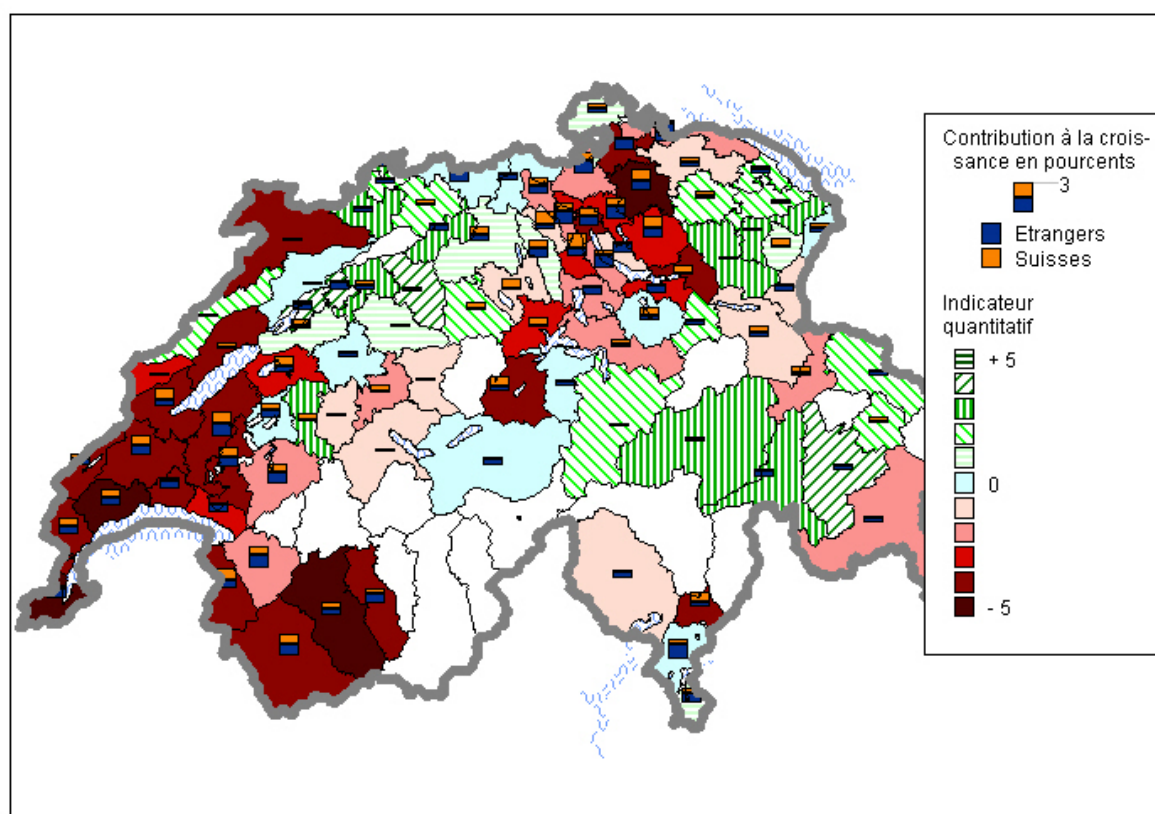 Contribution à la crois-
sance en pourcents
3
Etrangers
Suisses
Indicateur
quantitatif
+ 5
0
- 5